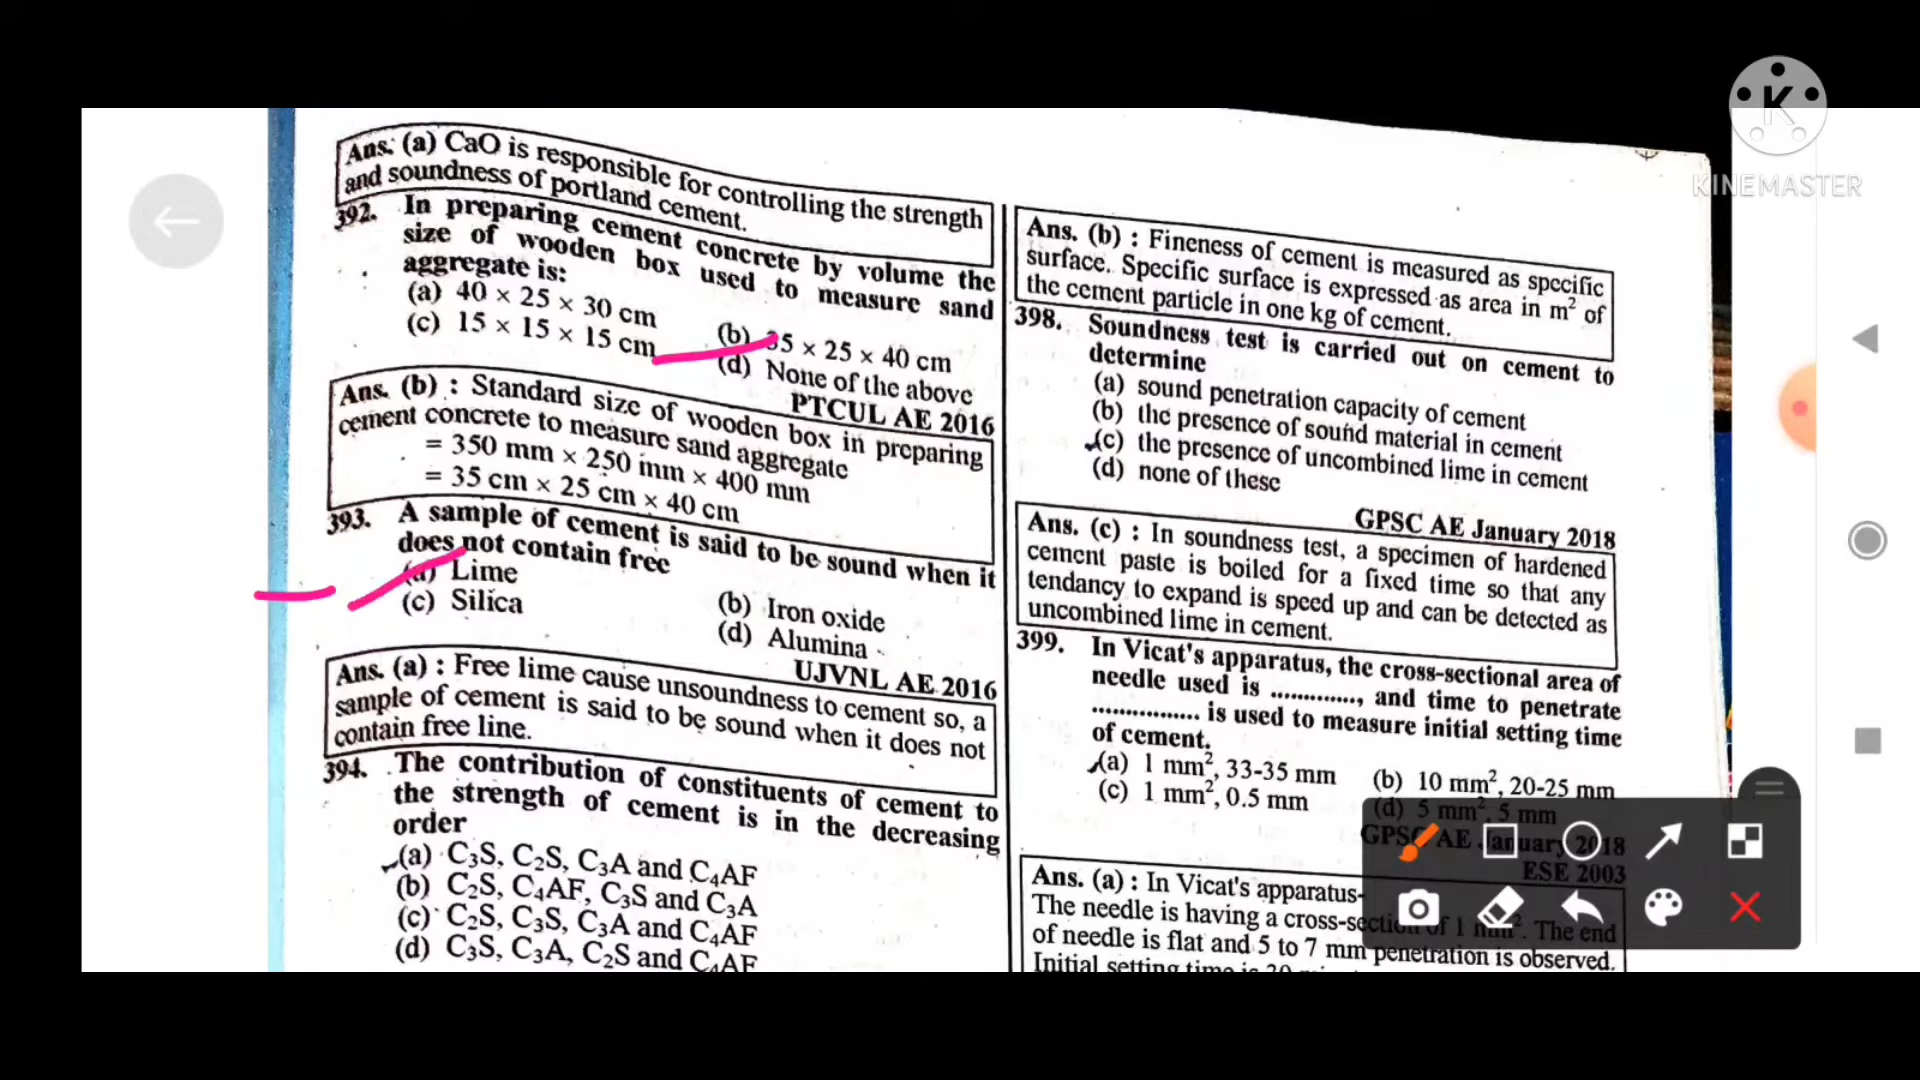 Ans. (a) CaO is responsible for controlling the strength
and soundness of portland cement.
392. In preparing cement concrete by volume the
size of wooden box used to measure sand
aggregate is:
(a) 40 × 25 × 30 cm
(b) 35 × 25 × 40 cm
(c) 15 × 15 × 15 cm
(d) None of the above
PTCUL AE 2016
Ans. (b) : Standard size of wooden box in preparing
cement concrete to measure sand aggregate
= 350 mm × 250 mm × 400 mm
= 35 cm × 25 cm × 40 cm
393. A sample of cement is said to be sound when it
does not contain free
(a) Lime
(b) Iron oxide
(c) Silica
(d) Alumina
UJVNL AE 2016
Ans. (a) : Free lime cause unsoundness to cement so, a
sample of cement is said to be sound when it does not
contain free line.
394. The contribution of constituents of cement to
the strength of cement is in the decreasing
order
(a) C₃S, C₂S, C₃A and C₄AF
(b) C₂S, C₄AF, C₃S and C₃A
(c) C₂S, C₃S, C₃A and C₄AF
(d) C₃S, C₃A, C₂S and C₄AF
Ans. (b) : Fineness of cement is measured as specific
surface. Specific surface is expressed as area in m² of
the cement particle in one kg of cement.
398. Soundness test is carried out on cement to
determine
(a) sound penetration capacity of cement
(b) the presence of sound material in cement
(c) the presence of uncombined lime in cement
(d) none of these
GPSC AE January 2018
Ans. (c) : In soundness test, a specimen of hardened
cement paste is boiled for a fixed time so that any
tendancy to expand is speed up and can be detected as
uncombined lime in cement.
399. In Vicat's apparatus, the cross-sectional area of
needle used is ............., and time to penetrate
................ is used to measure initial setting time
of cement.
(a) 1 mm², 33-35 mm
(b) 10 mm², 20-25 mm
(c) 1 mm², 0.5 mm
(d) 5 mm², 5 mm
GPSC AE January 2018
ESE 2003
Ans. (a) : In Vicat's apparatus-
The needle is having a cross-section of 1 mm². The end
of needle is flat and 5 to 7 mm penetration is observed.
Initial setting time is 30
K
KINEMASTER